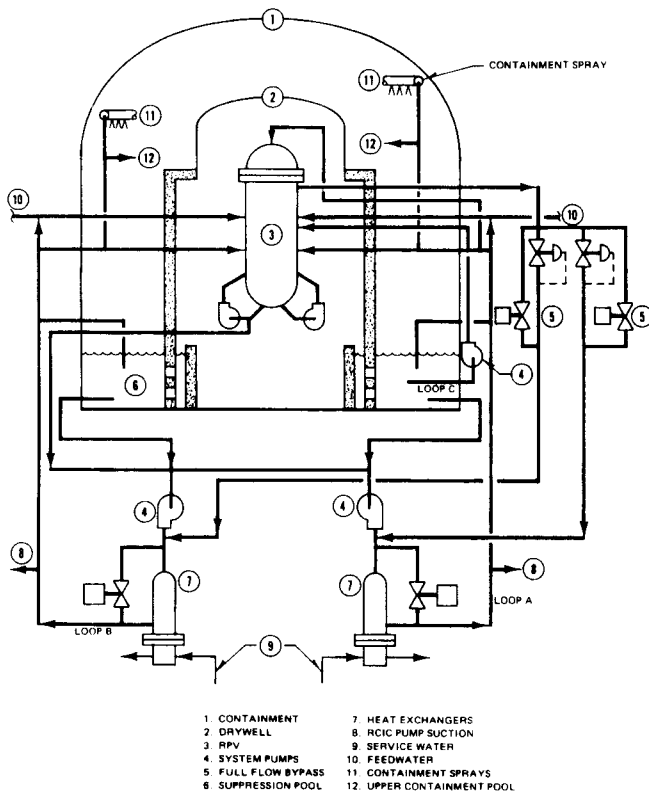 1
CONTAINMENT SPRAY
11
2
11
12
12
10
10
3
5
5
6
4
LOOP C
4
4
8
7
7
8
LOOP A
LOOP B
9
1. CONTAINMENT
2. DRYWELL
3. RPV
4. SYSTEM PUMPS
5. FULL FLOW BYPASS
6. SUPPRESSION POOL
7. HEAT EXCHANGERS
8. RCIC PUMP SUCTION
9. SERVICE WATER
10. FEEDWATER
11. CONTAINMENT SPRAYS
12. UPPER CONTAINMENT POOL